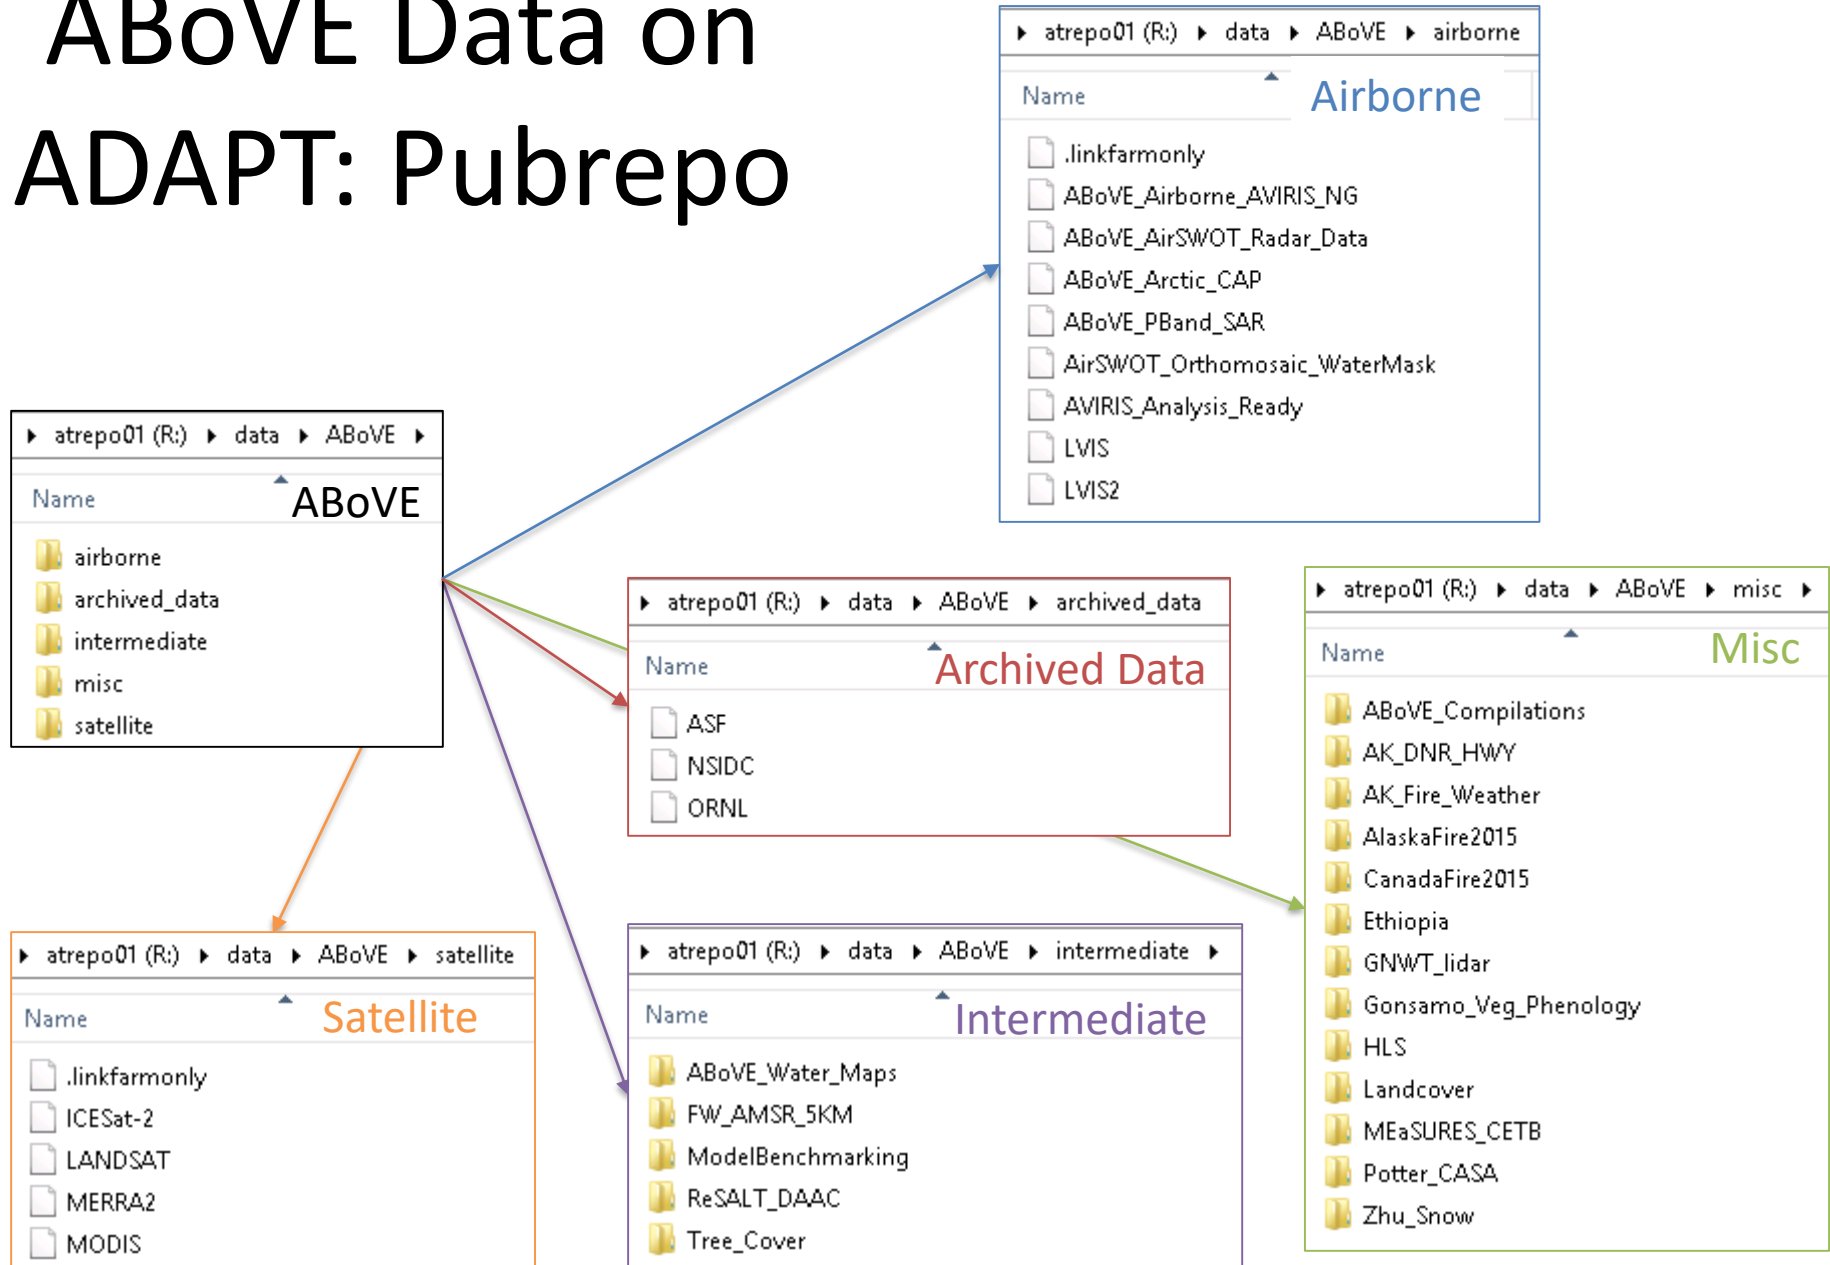 ABoVE Data on
ADAPT: Pubrepo
atrepo01 (R:) data ABoVE airborne
Name
Airborne
.linkfarmonly
ABoVE_Airborne_AVIRIS_NG
ABoVE_AirSWOT_Radar_Data
ABoVE_Arctic_CAP
ABoVE_PBand_SAR
AirSWOT_Orthomosaic_WaterMask
AVIRIS_Analysis_Ready
LVIS
LVIS2
atrepo01 (R:) data ABoVE
Name
ABoVE
airborne
archived_data
intermediate
misc
satellite
atrepo01 (R:) data ABoVE archived_data
Name
Archived Data
ASF
NSIDC
ORNL
atrepo01 (R:) data ABoVE misc
Name
Misc
ABoVE_Compilations
AK_DNR_HWY
AK_Fire_Weather
AlaskaFire2015
CanadaFire2015
Ethiopia
GNWT_lidar
Gonsamo_Veg_Phenology
HLS
Landcover
MEaSURES_CETB
Potter_CASA
Zhu_Snow
atrepo01 (R:) data ABoVE satellite
Name
Satellite
.linkfarmonly
ICESat-2
LANDSAT
MERRA2
MODIS
atrepo01 (R:) data ABoVE intermediate
Name
Intermediate
ABoVE_Water_Maps
FW_AMSR_5KM
ModelBenchmarking
ReSALT_DAAC
Tree_Cover